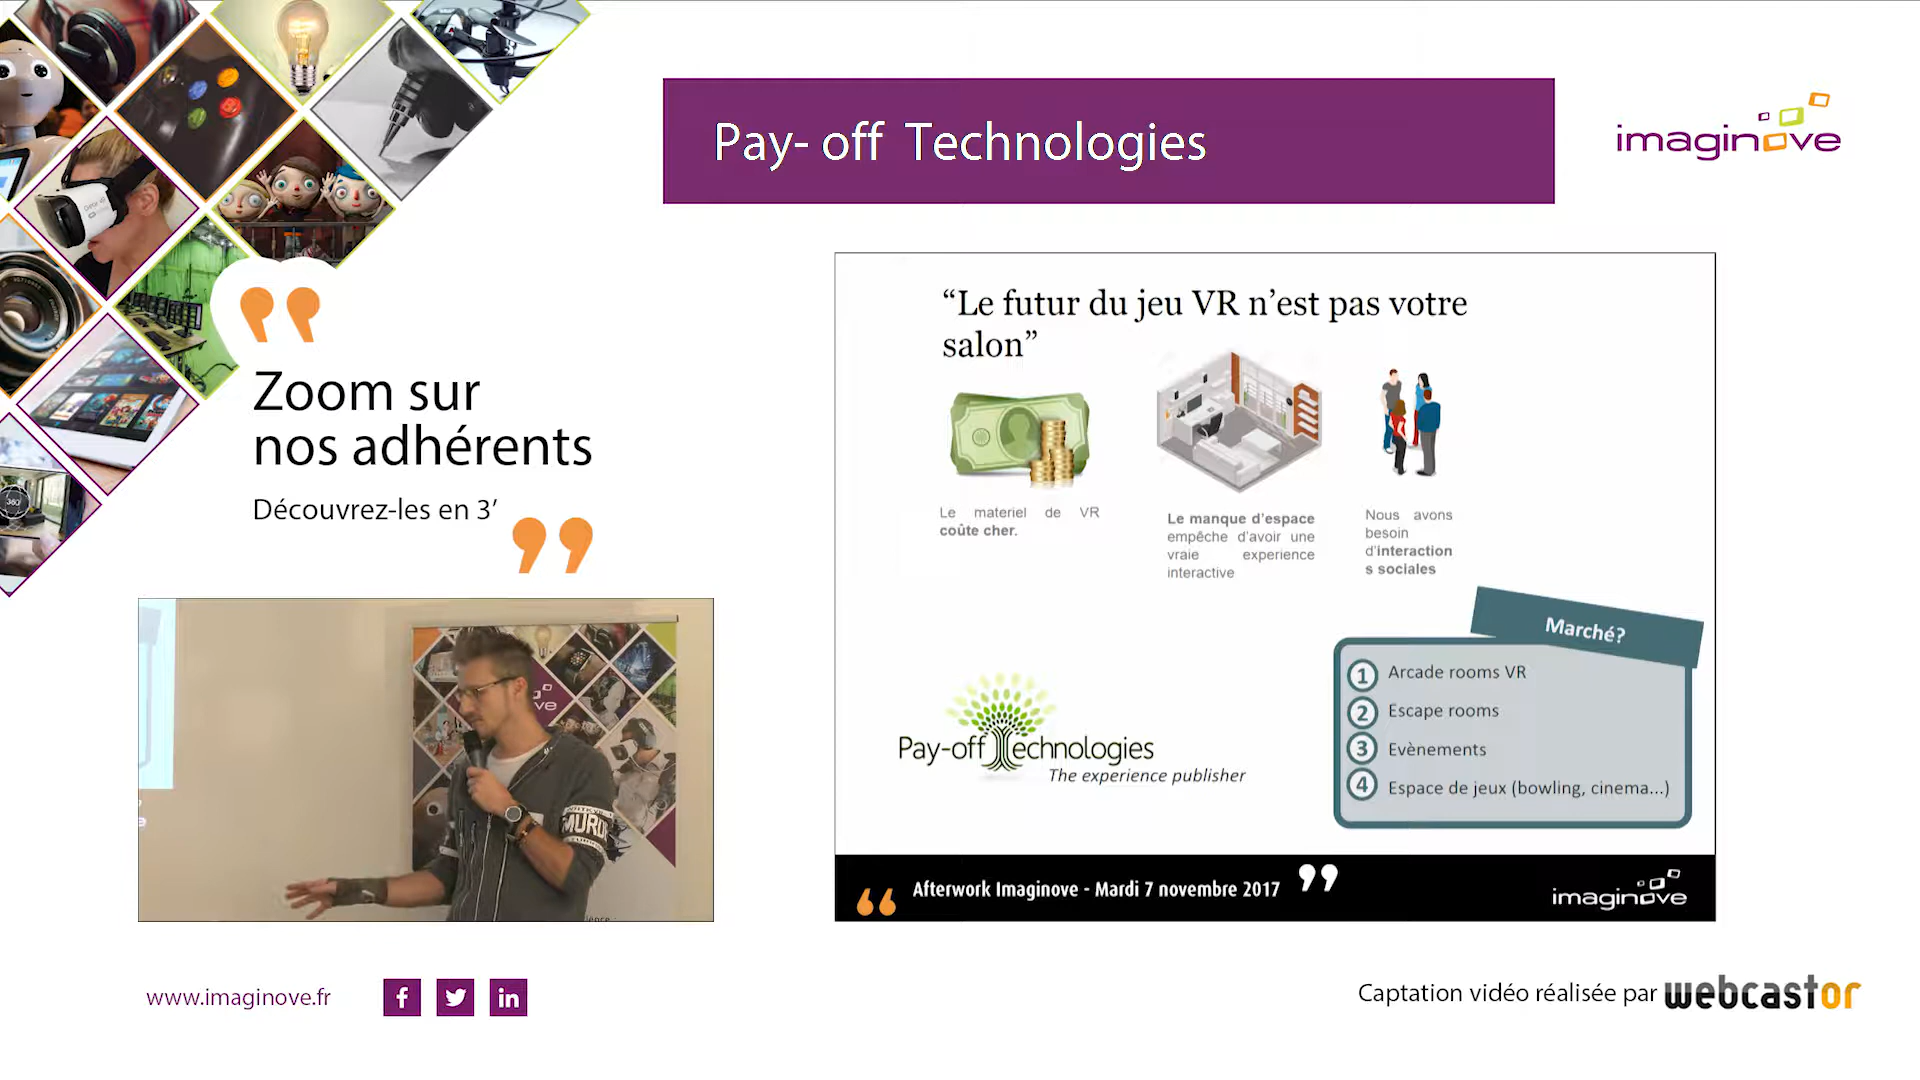 Pay- off Technologies
imaginove
Zoom sur
nos adhérents
Découvrez-les en 3’
“Le futur du jeu VR n’est pas votre
salon”
Le materiel de VR
coûte cher.
Le manque d’espace
empêche d’avoir une
vraie experience
interactive
Nous avons
besoin
d’interaction
s sociales
Marché?
1 Arcade rooms VR
2 Escape rooms
3 Evènements
4 Espace de jeux (bowling, cinema...)
Pay-off Technologies
The experience publisher
Afterwork Imaginove - Mardi 7 novembre 2017
imaginove
www.imaginove.fr
Captation vidéo réalisée par webcastor